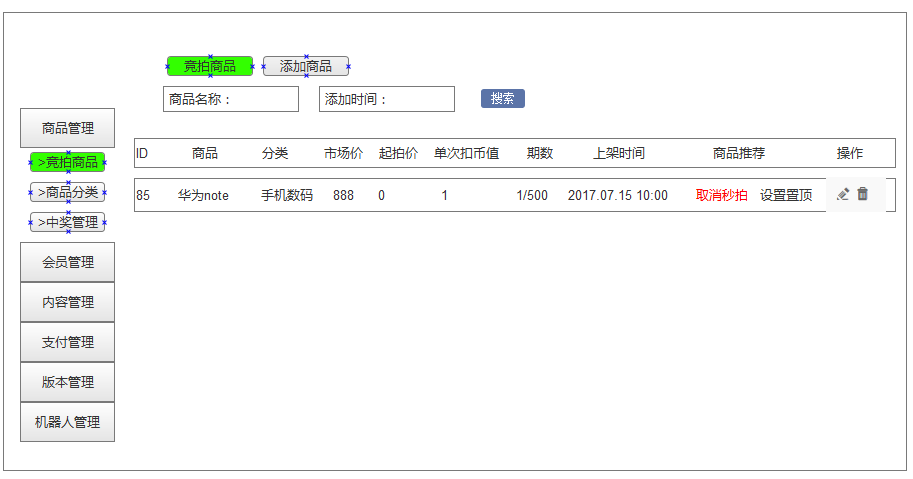 竞拍商品 添加商品
商品名称： 添加时间： 搜索
商品管理
>竞拍商品
>商品分类
>中奖管理
会员管理
内容管理
支付管理
版本管理
机器人管理
ID 商品 分类 市场价 起拍价 单次扣币值 期数 上架时间 商品推荐 操作
85 华为note 手机数码 888 0 1 1/500 2017.07.15 10:00 取消秒拍 设置置顶